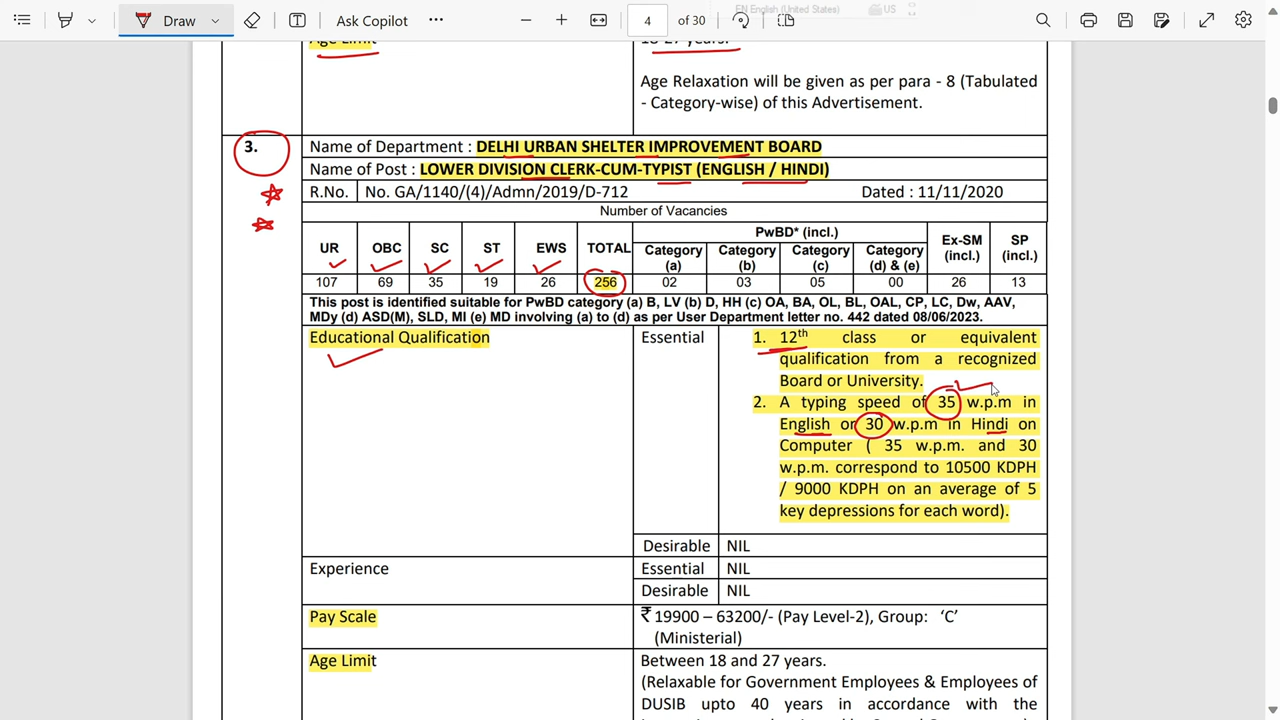 Draw
Ask Copilot
4 of 30
EN English (United States) US
Age Limit 18-27 years.
Age Relaxation will be given as per para - 8 (Tabulated
- Category-wise) of this Advertisement.
3. Name of Department : DELHI URBAN SHELTER IMPROVEMENT BOARD
Name of Post : LOWER DIVISION CLERK-CUM-TYPIST (ENGLISH / HINDI)
R.No. No. GA/1140/(4)/Admn/2019/D-712 Dated : 11/11/2020
Number of Vacancies
UR OBC SC ST EWS TOTAL PwBD* (incl.) Ex-SM (incl.) SP (incl.)
Category (a) Category (b) Category (c) Category (d) & (e)
107 69 35 19 26 256 02 03 05 00 26 13
This post is identified suitable for PwBD category (a) B, LV (b) D, HH (c) OA, BA, OL, BL, OAL, CP, LC, Dw, AAV,
MDy (d) ASD(M), SLD, MI (e) MD involving (a) to (d) as per User Department letter no. 442 dated 08/06/2023.
Educational Qualification Essential 1. 12th class or equivalent
qualification from a recognized
Board or University.
2. A typing speed of 35 w.p.m in
English or 30 w.p.m in Hindi on
Computer ( 35 w.p.m. and 30
w.p.m. correspond to 10500 KDPH
/ 9000 KDPH on an average of 5
key depressions for each word).
Desirable NIL
Experience Essential NIL
Desirable NIL
Pay Scale ₹ 19900 – 63200/- (Pay Level-2), Group: ‘C’
(Ministerial)
Age Limit Between 18 and 27 years.
(Relaxable for Government Employees & Employees of
DUSIB upto 40 years in accordance with the